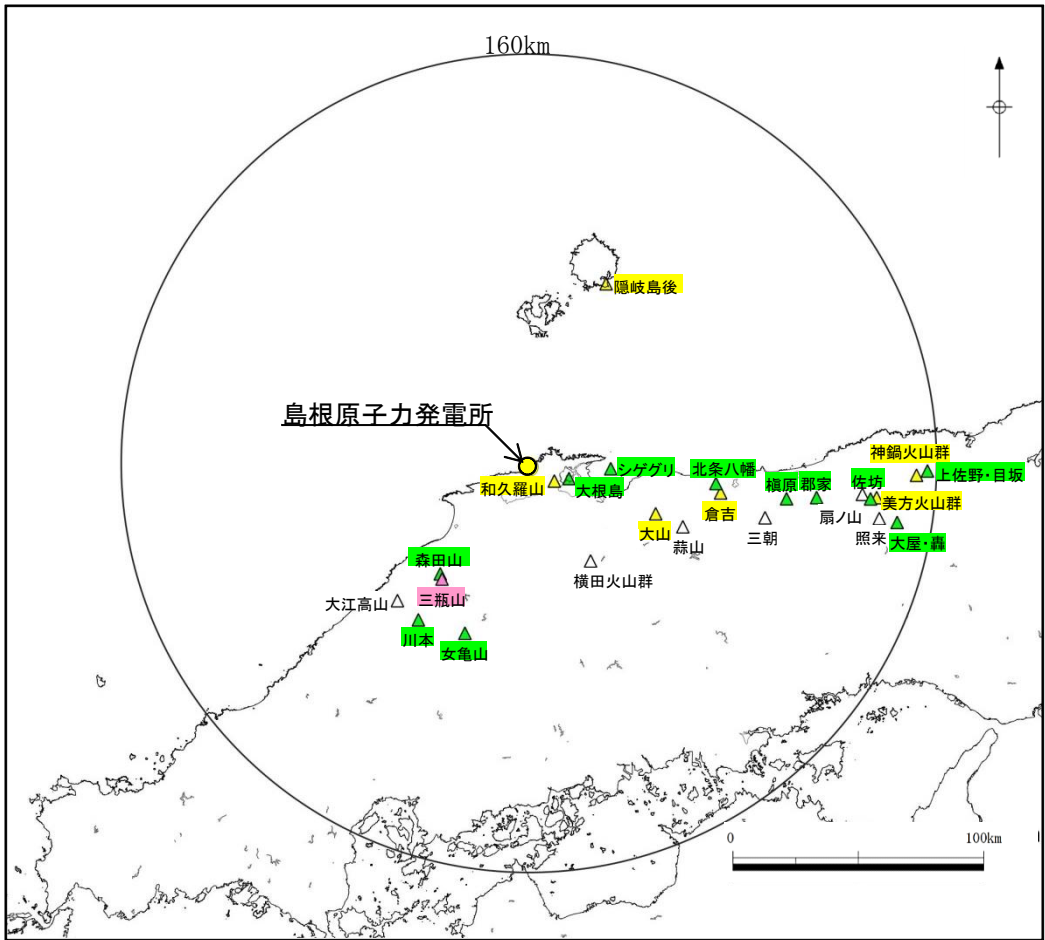 160km
隠岐島後
島根原子力発電所
神鍋火山群
シゲグリ
北条八幡
上佐野・目坂
和久羅山
大根島
槇原
郡家
佐坊
倉吉
美方火山群
扇ノ山
大山
蒜山
三朝
照来
大屋・轟
森田山
横田火山群
三瓶山
大江高山
川本
女亀山
0
100km